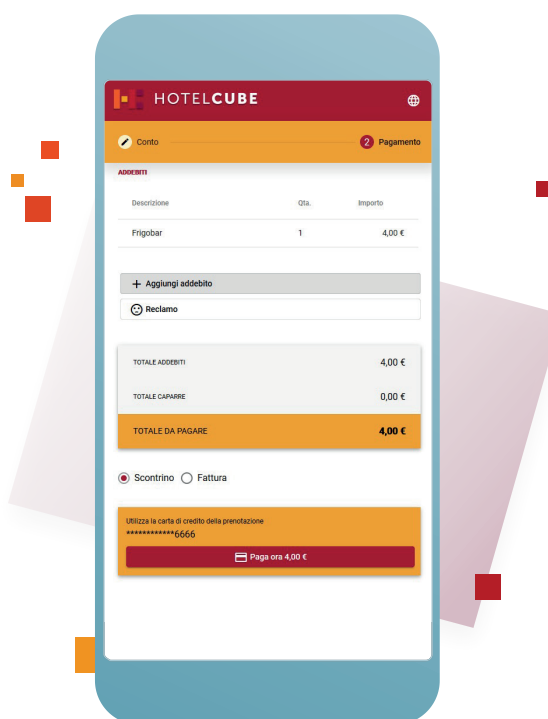 HOTELCUBE
Conto 2 Pagamento
ADDEBITI
Descrizione Qta. Importo
Frigobar 1 4,00 €
+ Aggiungi addebito
Reclamo
TOTALE ADDEBITI 4,00 €
TOTALE CAPARRE 0,00 €
TOTALE DA PAGARE 4,00 €
Scontrino Fattura
Utilizza la carta di credito della prenotazione
************6666
Paga ora 4,00 €